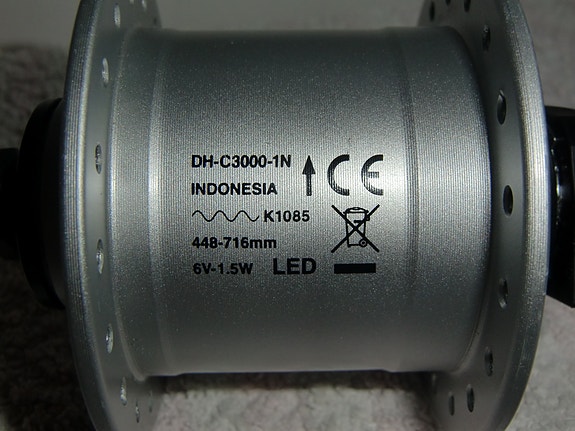 DH-C3000-1N
INDONESIA
K1085
448-716mm
6V-1.5W LED
CE